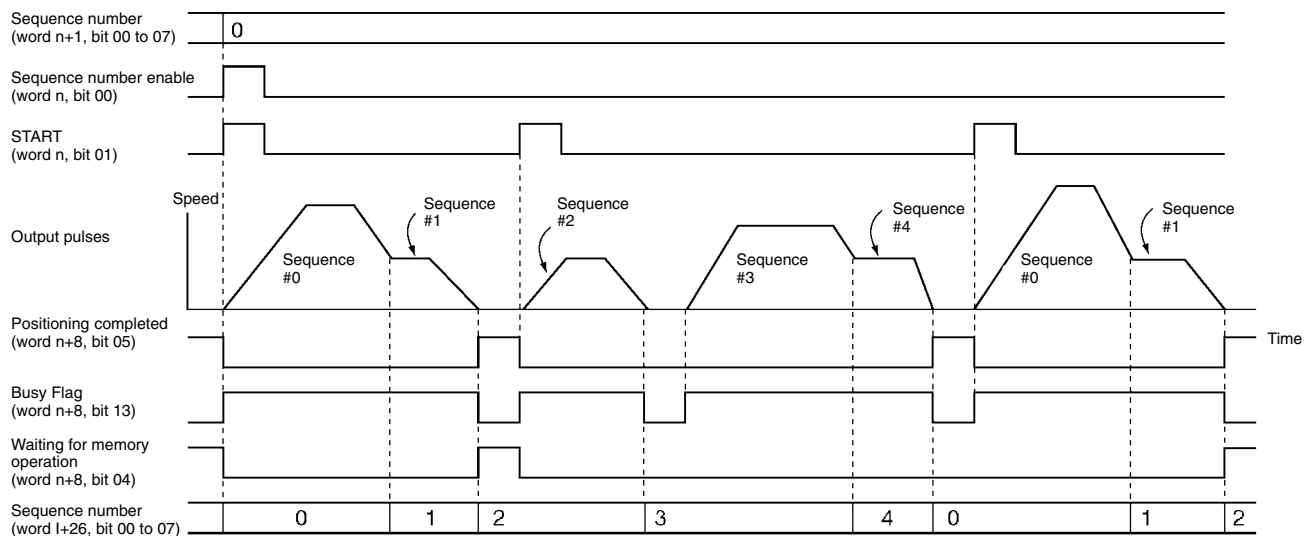 Sequence number
(word n+1, bit 00 to 07)
0
Sequence number enable
(word n, bit 00)
START
(word n, bit 01)
Speed
Output pulses
Sequence
#0
Sequence
#1
Sequence
#2
Sequence
#3
Sequence
#4
Sequence
#0
Sequence
#1
Positioning completed
(word n+8, bit 05)
Time
Busy Flag
(word n+8, bit 13)
Waiting for memory
operation
(word n+8, bit 04)
Sequence number
(word I+26, bit 00 to 07)
0 1 2 3 4 0 1 2